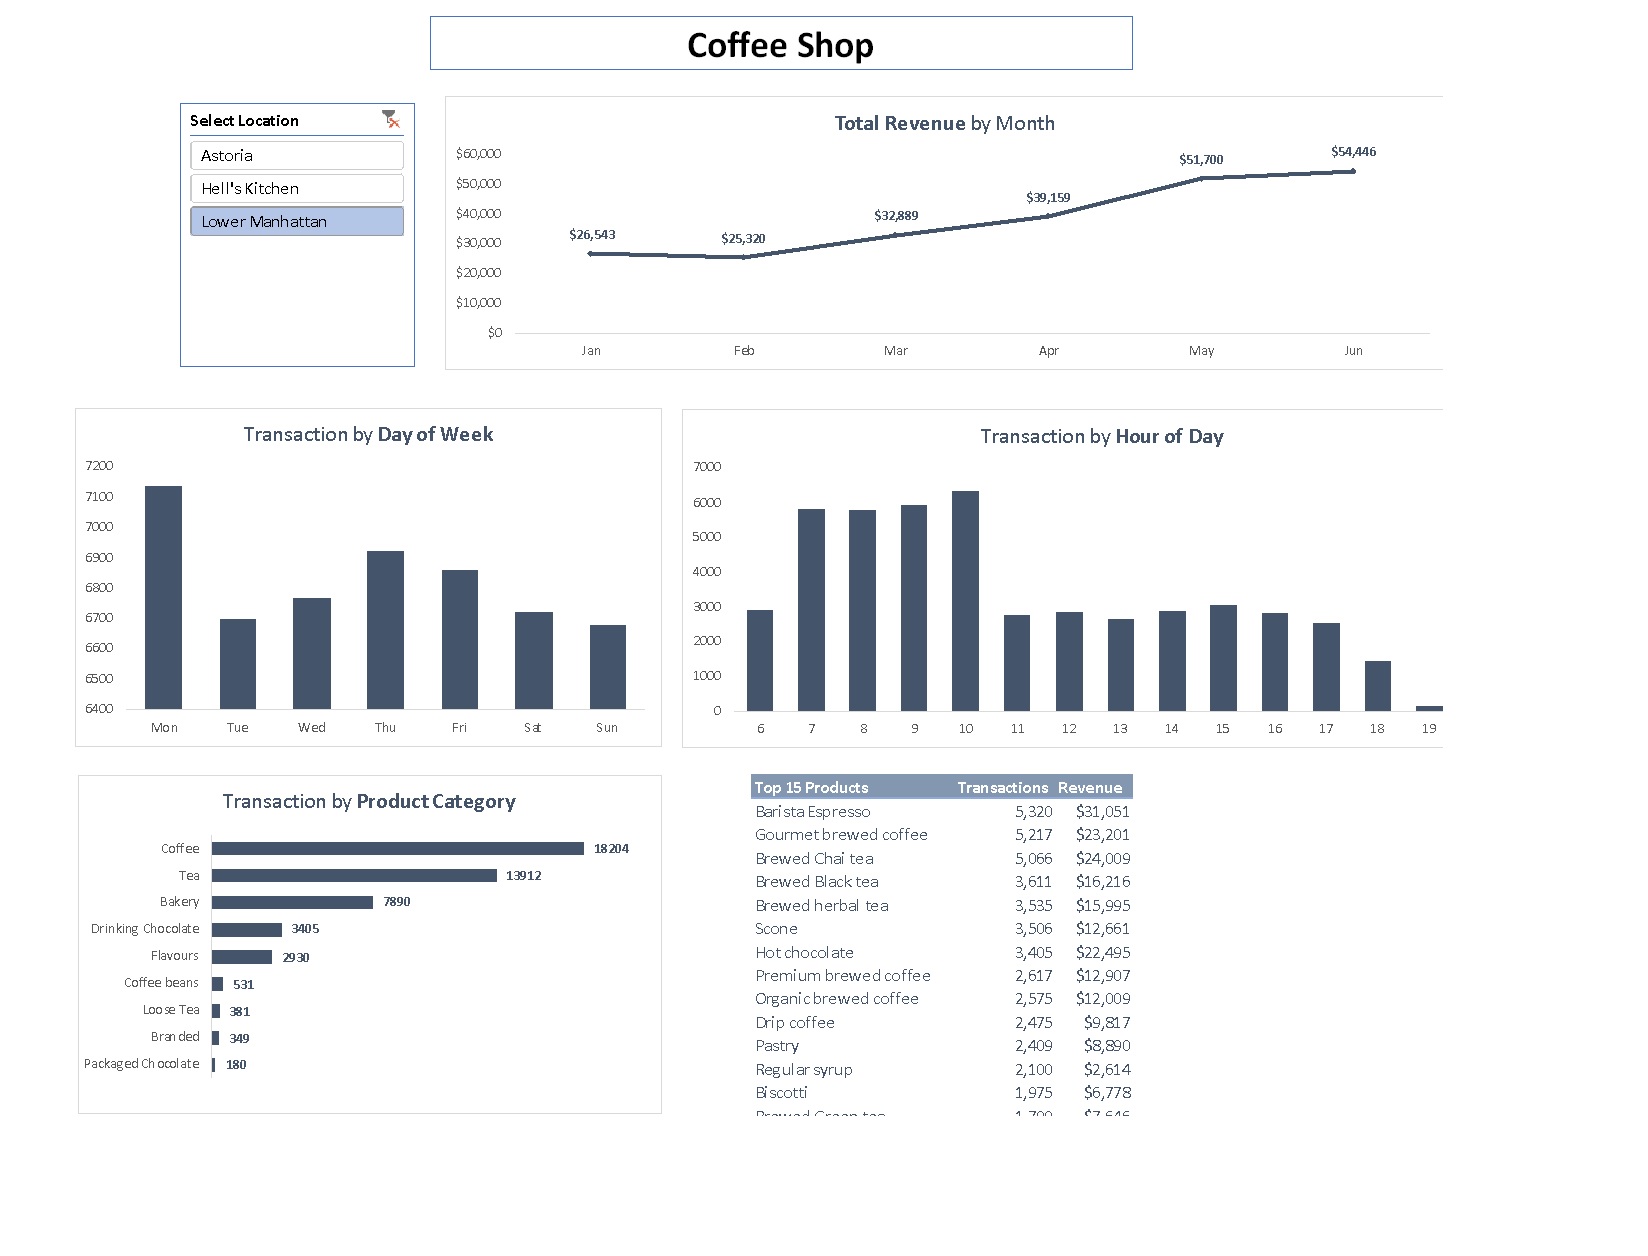 Coffee Shop
Select Location
Astoria
Hell's Kitchen
Lower Manhattan
Total Revenue by Month
$60,000
$50,000
$40,000
$30,000
$20,000
$10,000
$0
$26,543
$25,320
$32,889
$39,159
$51,700
$54,446
Jan Feb Mar Apr May Jun
Transaction by Day of Week
7200
7100
7000
6900
6800
6700
6600
6500
6400
Mon Tue Wed Thu Fri Sat Sun
Transaction by Hour of Day
7000
6000
5000
4000
3000
2000
1000
0
6 7 8 9 10 11 12 13 14 15 16 17 18 19
Transaction by Product Category
Coffee 18204
Tea 13912
Bakery 7890
Drinking Chocolate 3405
Flavours 2930
Coffee beans 531
Loose Tea 381
Branded 349
Packaged Chocolate 180
Top 15 Products Transactions Revenue
Barista Espresso 5,320 $31,051
Gourmet brewed coffee 5,217 $23,201
Brewed Chai tea 5,066 $24,009
Brewed Black tea 3,611 $16,216
Brewed herbal tea 3,535 $15,995
Scone 3,506 $12,661
Hot chocolate 3,405 $22,495
Premium brewed coffee 2,617 $12,907
Organic brewed coffee 2,575 $12,009
Drip coffee 2,475 $9,817
Pastry 2,409 $8,890
Regular syrup 2,100 $2,614
Biscotti 1,975 $6,778
Brewed Green tea